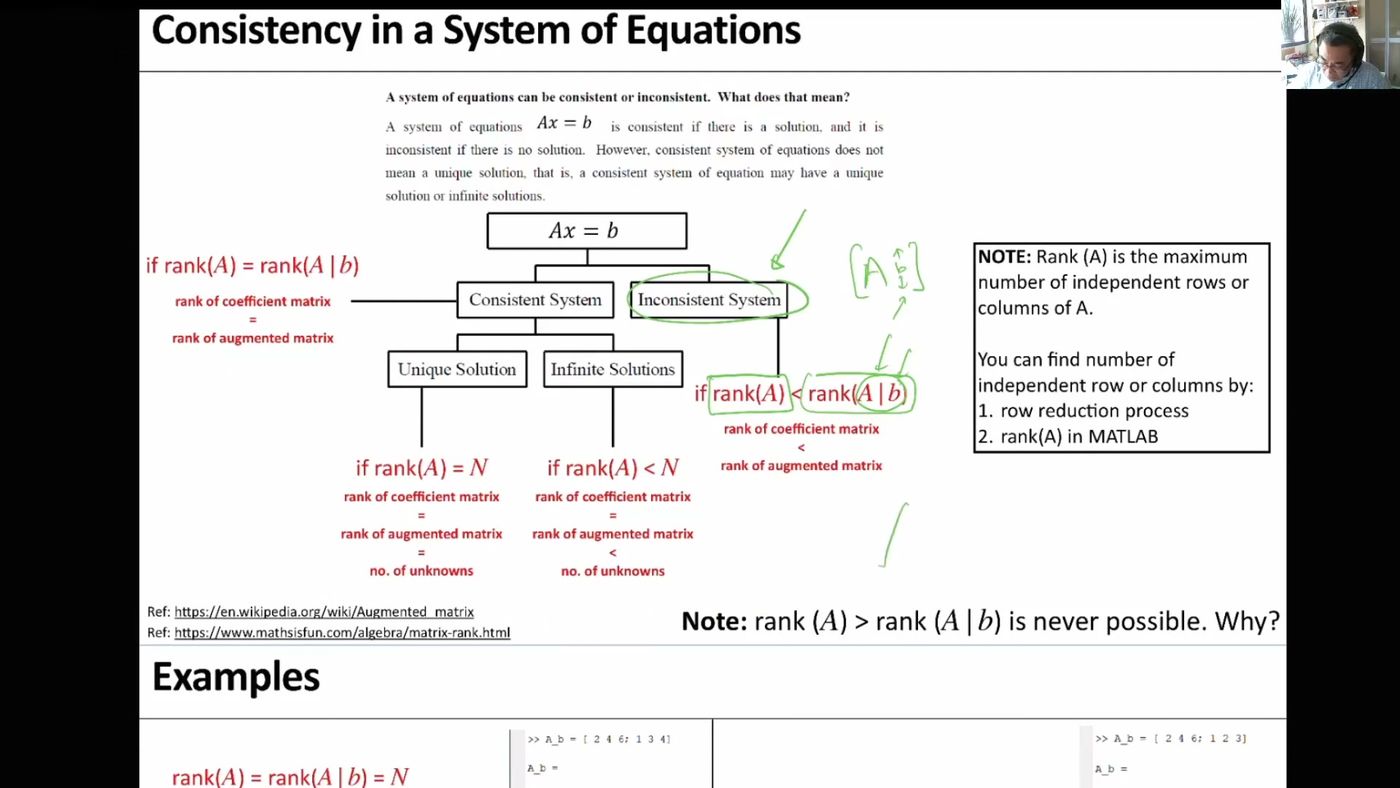 Consistency in a System of Equations
A system of equations can be consistent or inconsistent. What does that mean?
A system of equations Ax = b is consistent if there is a solution, and it is
inconsistent if there is no solution. However, consistent system of equations does not
mean a unique solution, that is, a consistent system of equation may have a unique
solution or infinite solutions.
Ax = b
if rank(A) = rank(A | b)
rank of coefficient matrix
=
rank of augmented matrix
Consistent System
Inconsistent System
[A b]
Unique Solution
Infinite Solutions
if rank(A) < rank(A | b)
rank of coefficient matrix
<
rank of augmented matrix
if rank(A) = N
rank of coefficient matrix
=
rank of augmented matrix
=
no. of unknowns
if rank(A) < N
rank of coefficient matrix
=
rank of augmented matrix
<
no. of unknowns
NOTE: Rank (A) is the maximum
number of independent rows or
columns of A.
You can find number of
independent row or columns by:
1. row reduction process
2. rank(A) in MATLAB
Ref: https://en.wikipedia.org/wiki/Augmented_matrix
Ref: https://www.mathsisfun.com/algebra/matrix-rank.html
Note: rank (A) > rank (A | b) is never possible. Why?
Examples
rank(A) = rank(A | b) = N
>> A_b = [ 2 4 6; 1 3 4]
A_b =
>> A_b = [ 2 4 6; 1 2 3]
A_b =